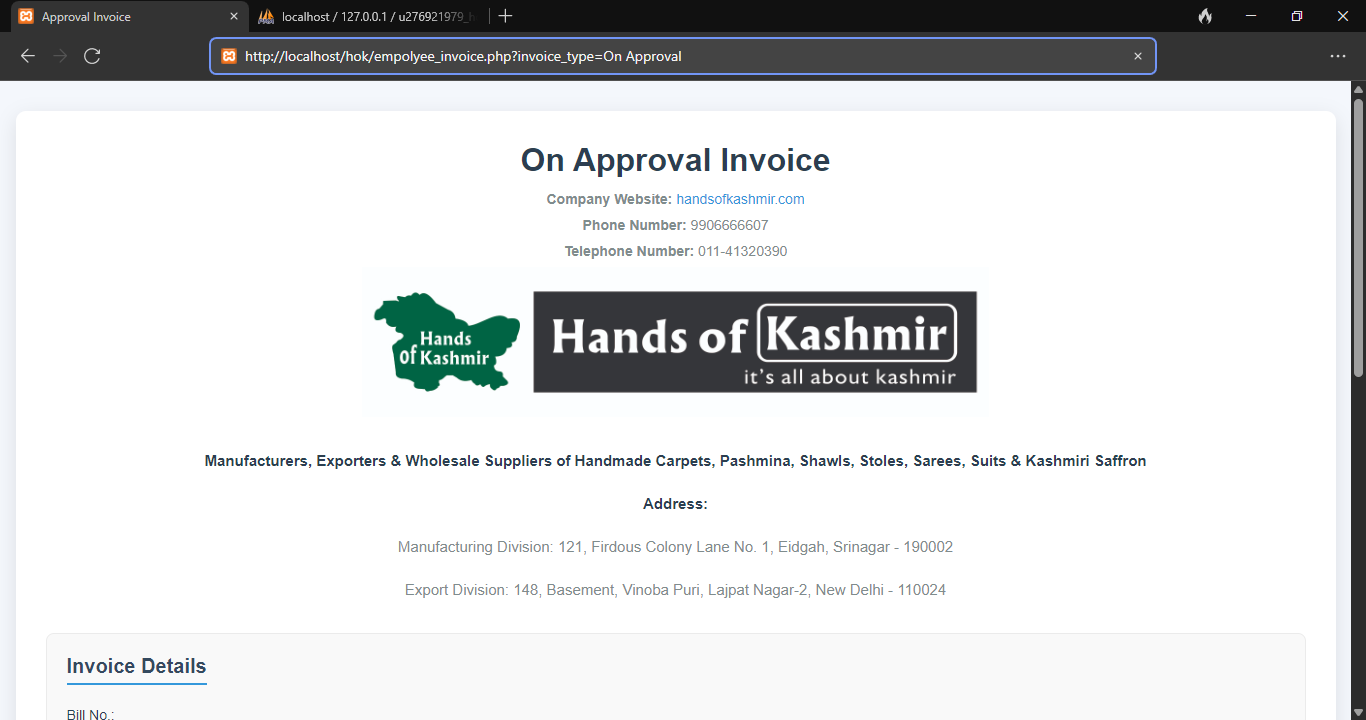 Approval Invoice
localhost / 127.0.0.1 / u276921979_h
http://localhost/hok/empolyee_invoice.php?invoice_type=On Approval
On Approval Invoice
Company Website: handsofkashmir.com
Phone Number: 9906666607
Telephone Number: 011-41320390
Hands
Of Kashmir
Hands of Kashmir
it's all about kashmir
Manufacturers, Exporters & Wholesale Suppliers of Handmade Carpets, Pashmina, Shawls, Stoles, Sarees, Suits & Kashmiri Saffron
Address:
Manufacturing Division: 121, Firdous Colony Lane No. 1, Eidgah, Srinagar - 190002
Export Division: 148, Basement, Vinoba Puri, Lajpat Nagar-2, New Delhi - 110024
Invoice Details
Bill No.: